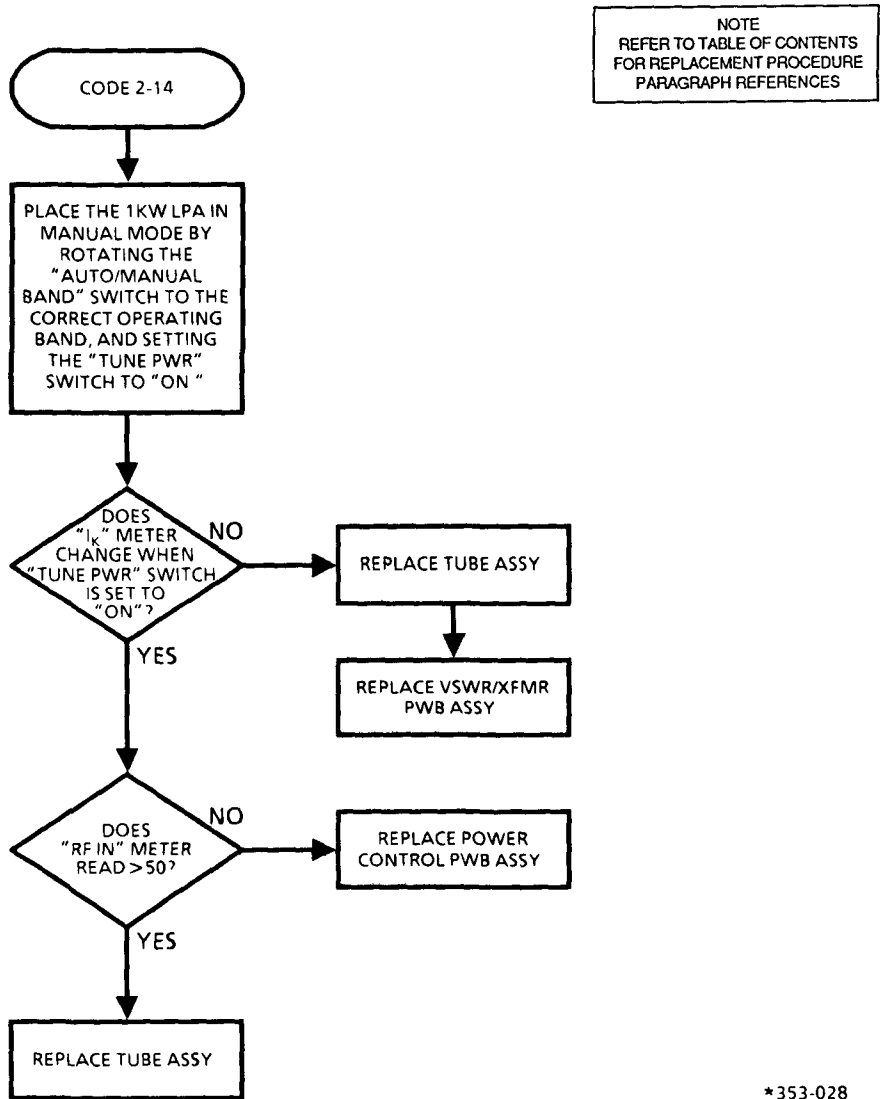 NOTE
REFER TO TABLE OF CONTENTS
FOR REPLACEMENT PROCEDURE
PARAGRAPH REFERENCES
CODE 2-14
PLACE THE 1KW LPA IN
MANUAL MODE BY
ROTATING THE
"AUTO/MANUAL
BAND" SWITCH TO THE
CORRECT OPERATING
BAND, AND SETTING
THE "TUNE PWR"
SWITCH TO "ON "
DOES
"IK" METER
CHANGE WHEN
"TUNE PWR" SWITCH
IS SET TO
"ON"?
NO
REPLACE TUBE ASSY
REPLACE VSWR/XFMR
PWB ASSY
YES
DOES
"RF IN" METER
READ >50?
NO
REPLACE POWER
CONTROL PWB ASSY
YES
REPLACE TUBE ASSY
*353-028